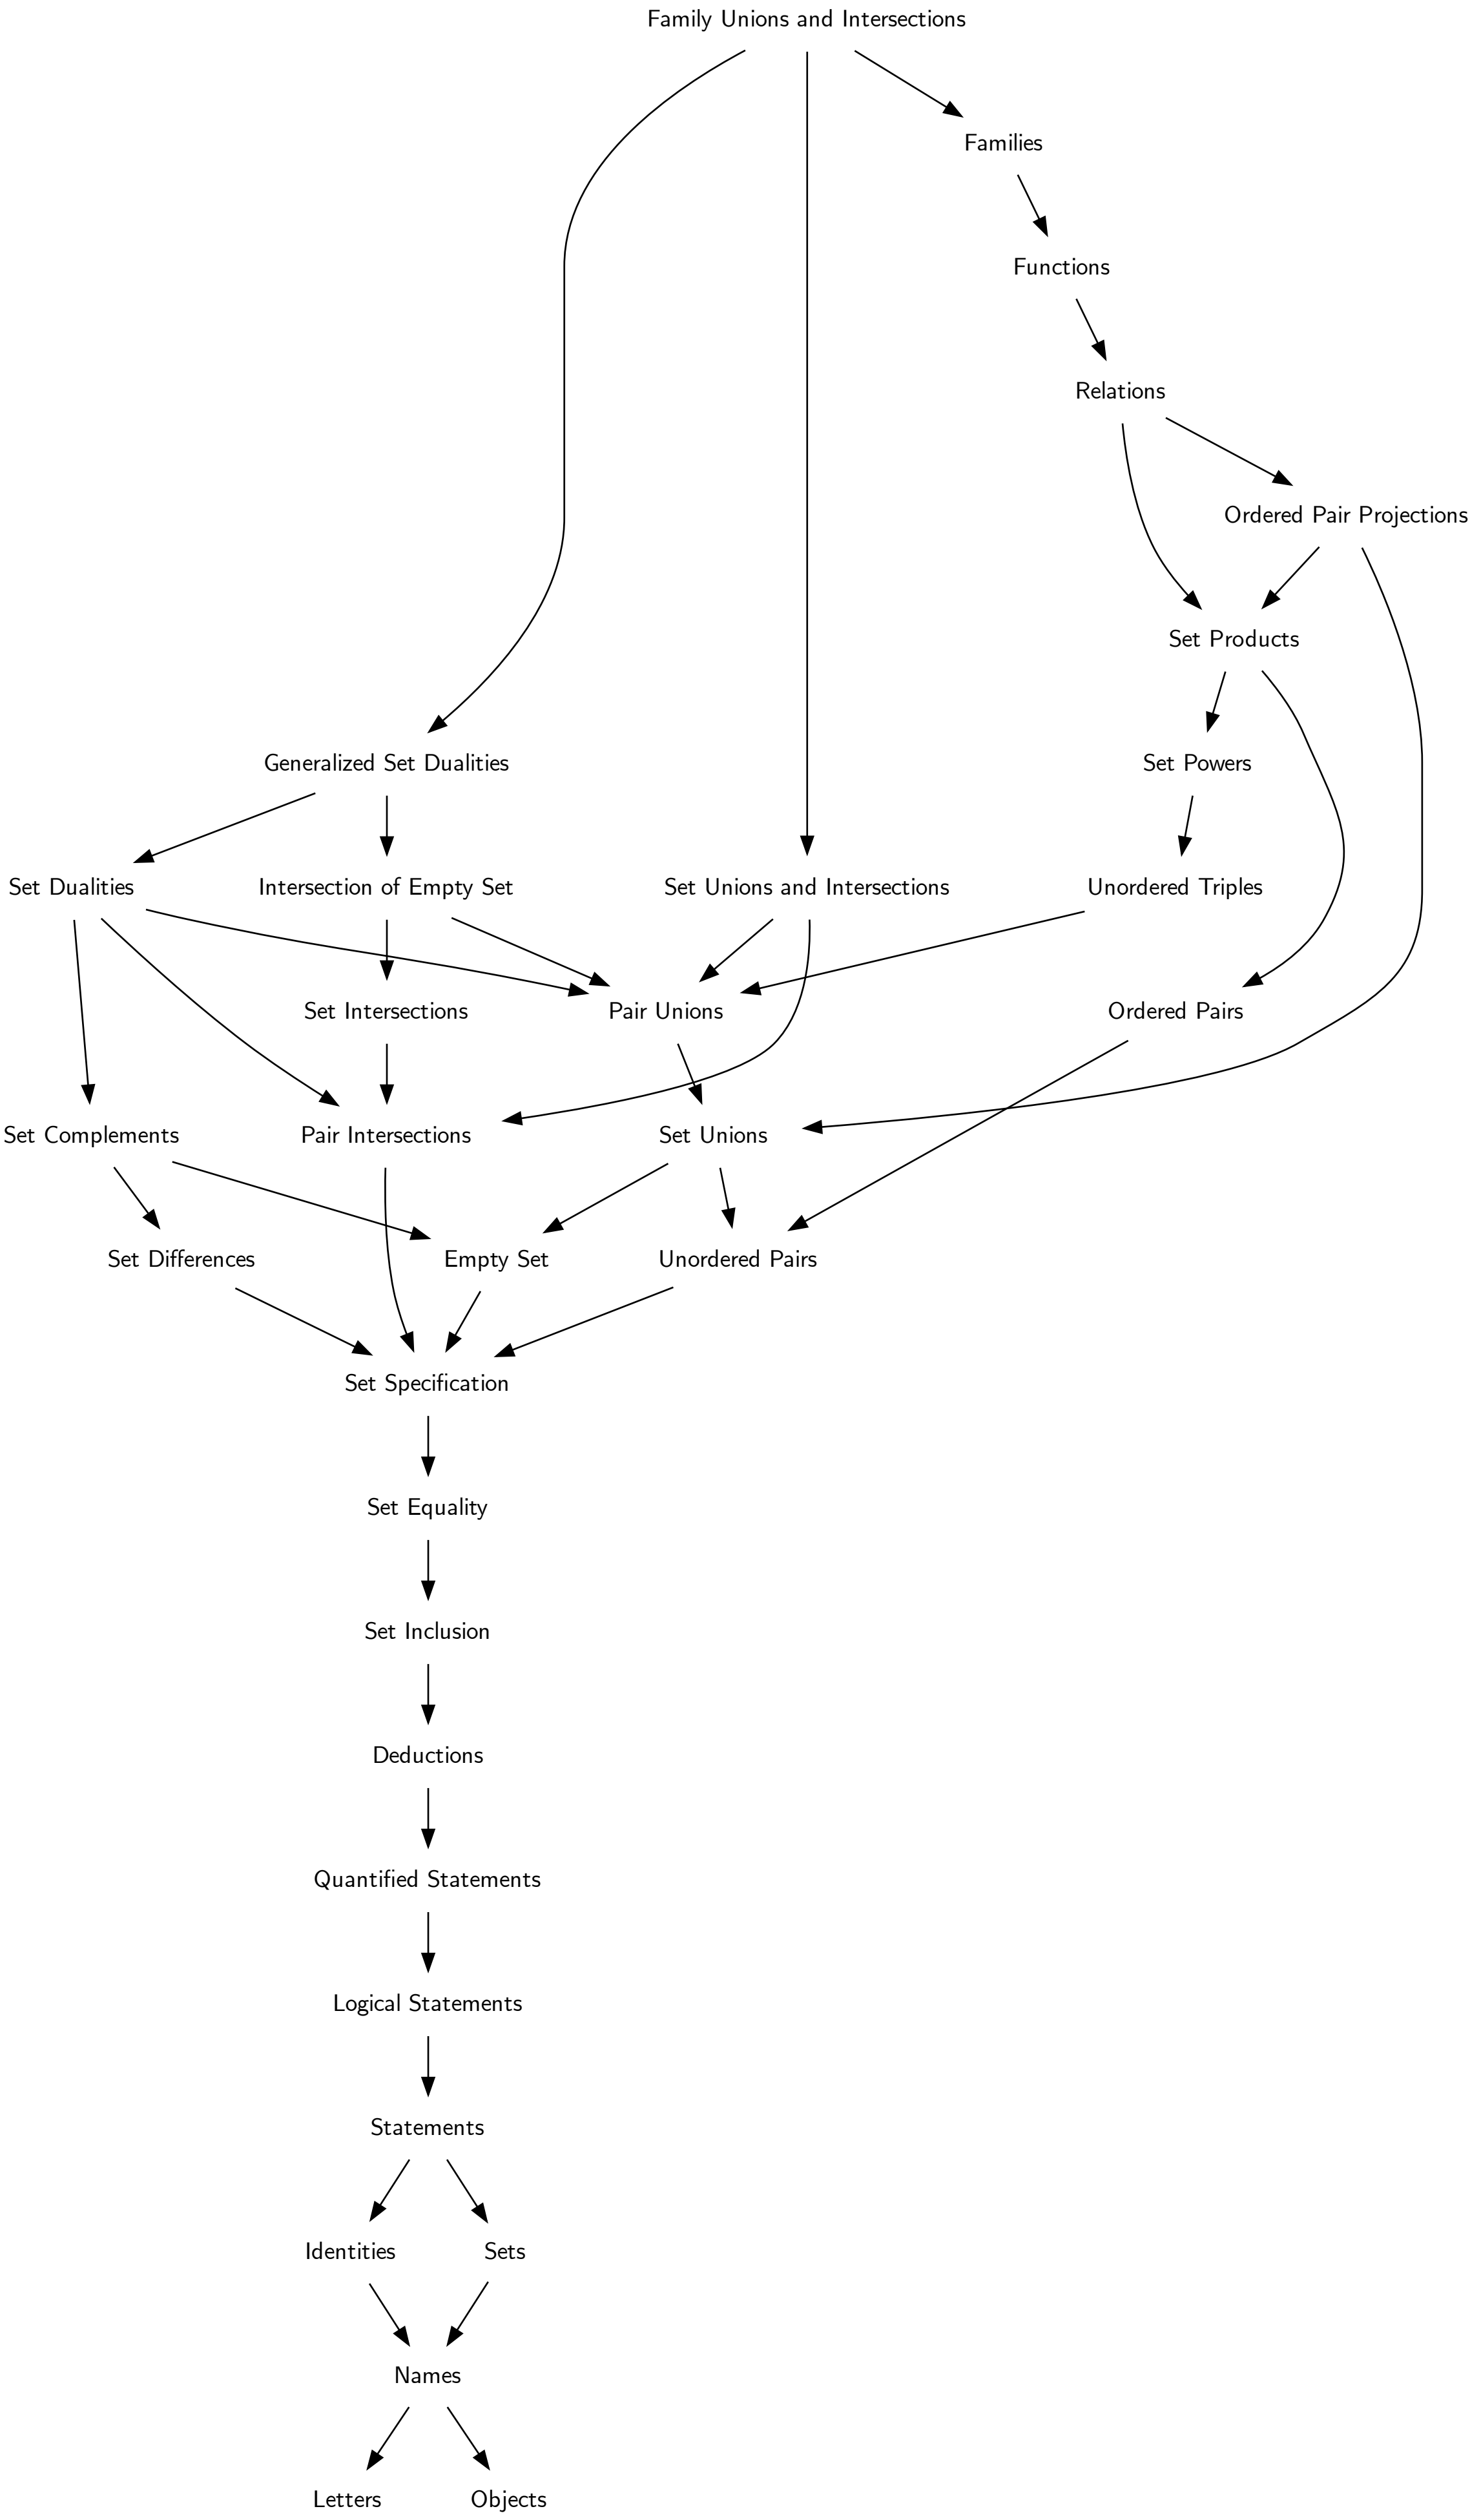 Family Unions and Intersections
Families
Functions
Relations
Ordered Pair Projections
Set Products
Generalized Set Dualities
Set Powers
Set Dualities
Intersection of Empty Set
Set Unions and Intersections
Unordered Triples
Set Intersections
Pair Unions
Ordered Pairs
Set Complements
Pair Intersections
Set Unions
Set Differences
Empty Set
Unordered Pairs
Set Specification
Set Equality
Set Inclusion
Deductions
Quantified Statements
Logical Statements
Statements
Identities
Sets
Names
Letters
Objects